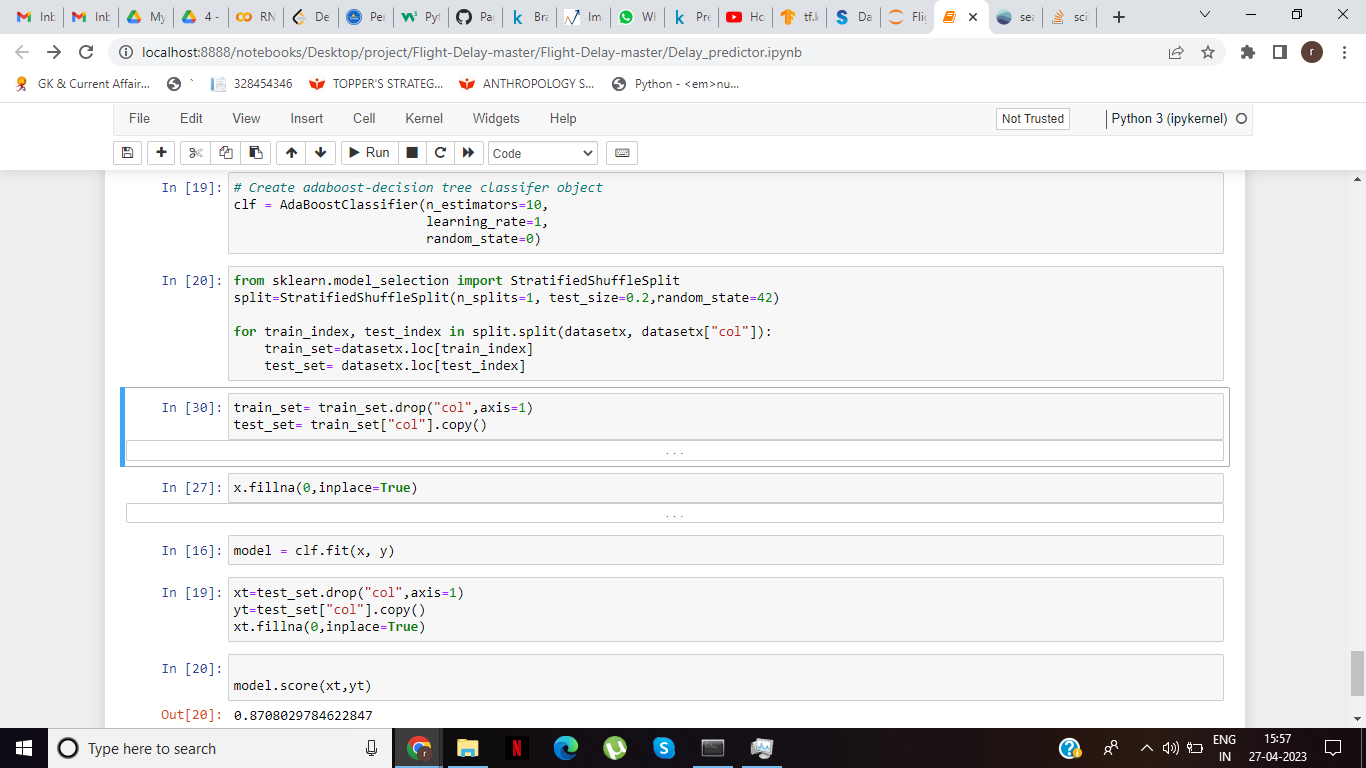 Inb
Inb
My
4 -
RN
De
Per
Pyt
Pac
Bra
Im
WI
Pre
Ho
tf.k
Da
Flig
sea
sci
localhost:8888/notebooks/Desktop/project/Flight-Delay-master/Flight-Delay-master/Delay_predictor.ipynb
r
GK & Current Affair...
`
328454346
TOPPER'S STRATEG...
ANTHROPOLOGY S...
Python - <em>nu...
File Edit View Insert Cell Kernel Widgets Help
Not Trusted
Python 3 (ipykernel)
Run
Code
In [19]:
# Create adaboost-decision tree classifer object
clf = AdaBoostClassifier(n_estimators=10,
learning_rate=1,
random_state=0)
In [20]:
from sklearn.model_selection import StratifiedShuffleSplit
split=StratifiedShuffleSplit(n_splits=1, test_size=0.2,random_state=42)
for train_index, test_index in split.split(datasetx, datasetx["col"]):
train_set=datasetx.loc[train_index]
test_set= datasetx.loc[test_index]
In [30]:
train_set= train_set.drop("col",axis=1)
test_set= train_set["col"].copy()
...
In [27]:
x.fillna(0,inplace=True)
...
In [16]:
model = clf.fit(x, y)
In [19]:
xt=test_set.drop("col",axis=1)
yt=test_set["col"].copy()
xt.fillna(0,inplace=True)
In [20]:
model.score(xt,yt)
Out[20]:
0.8708029784622847
Type here to search
ENG
IN
15:57
27-04-2023